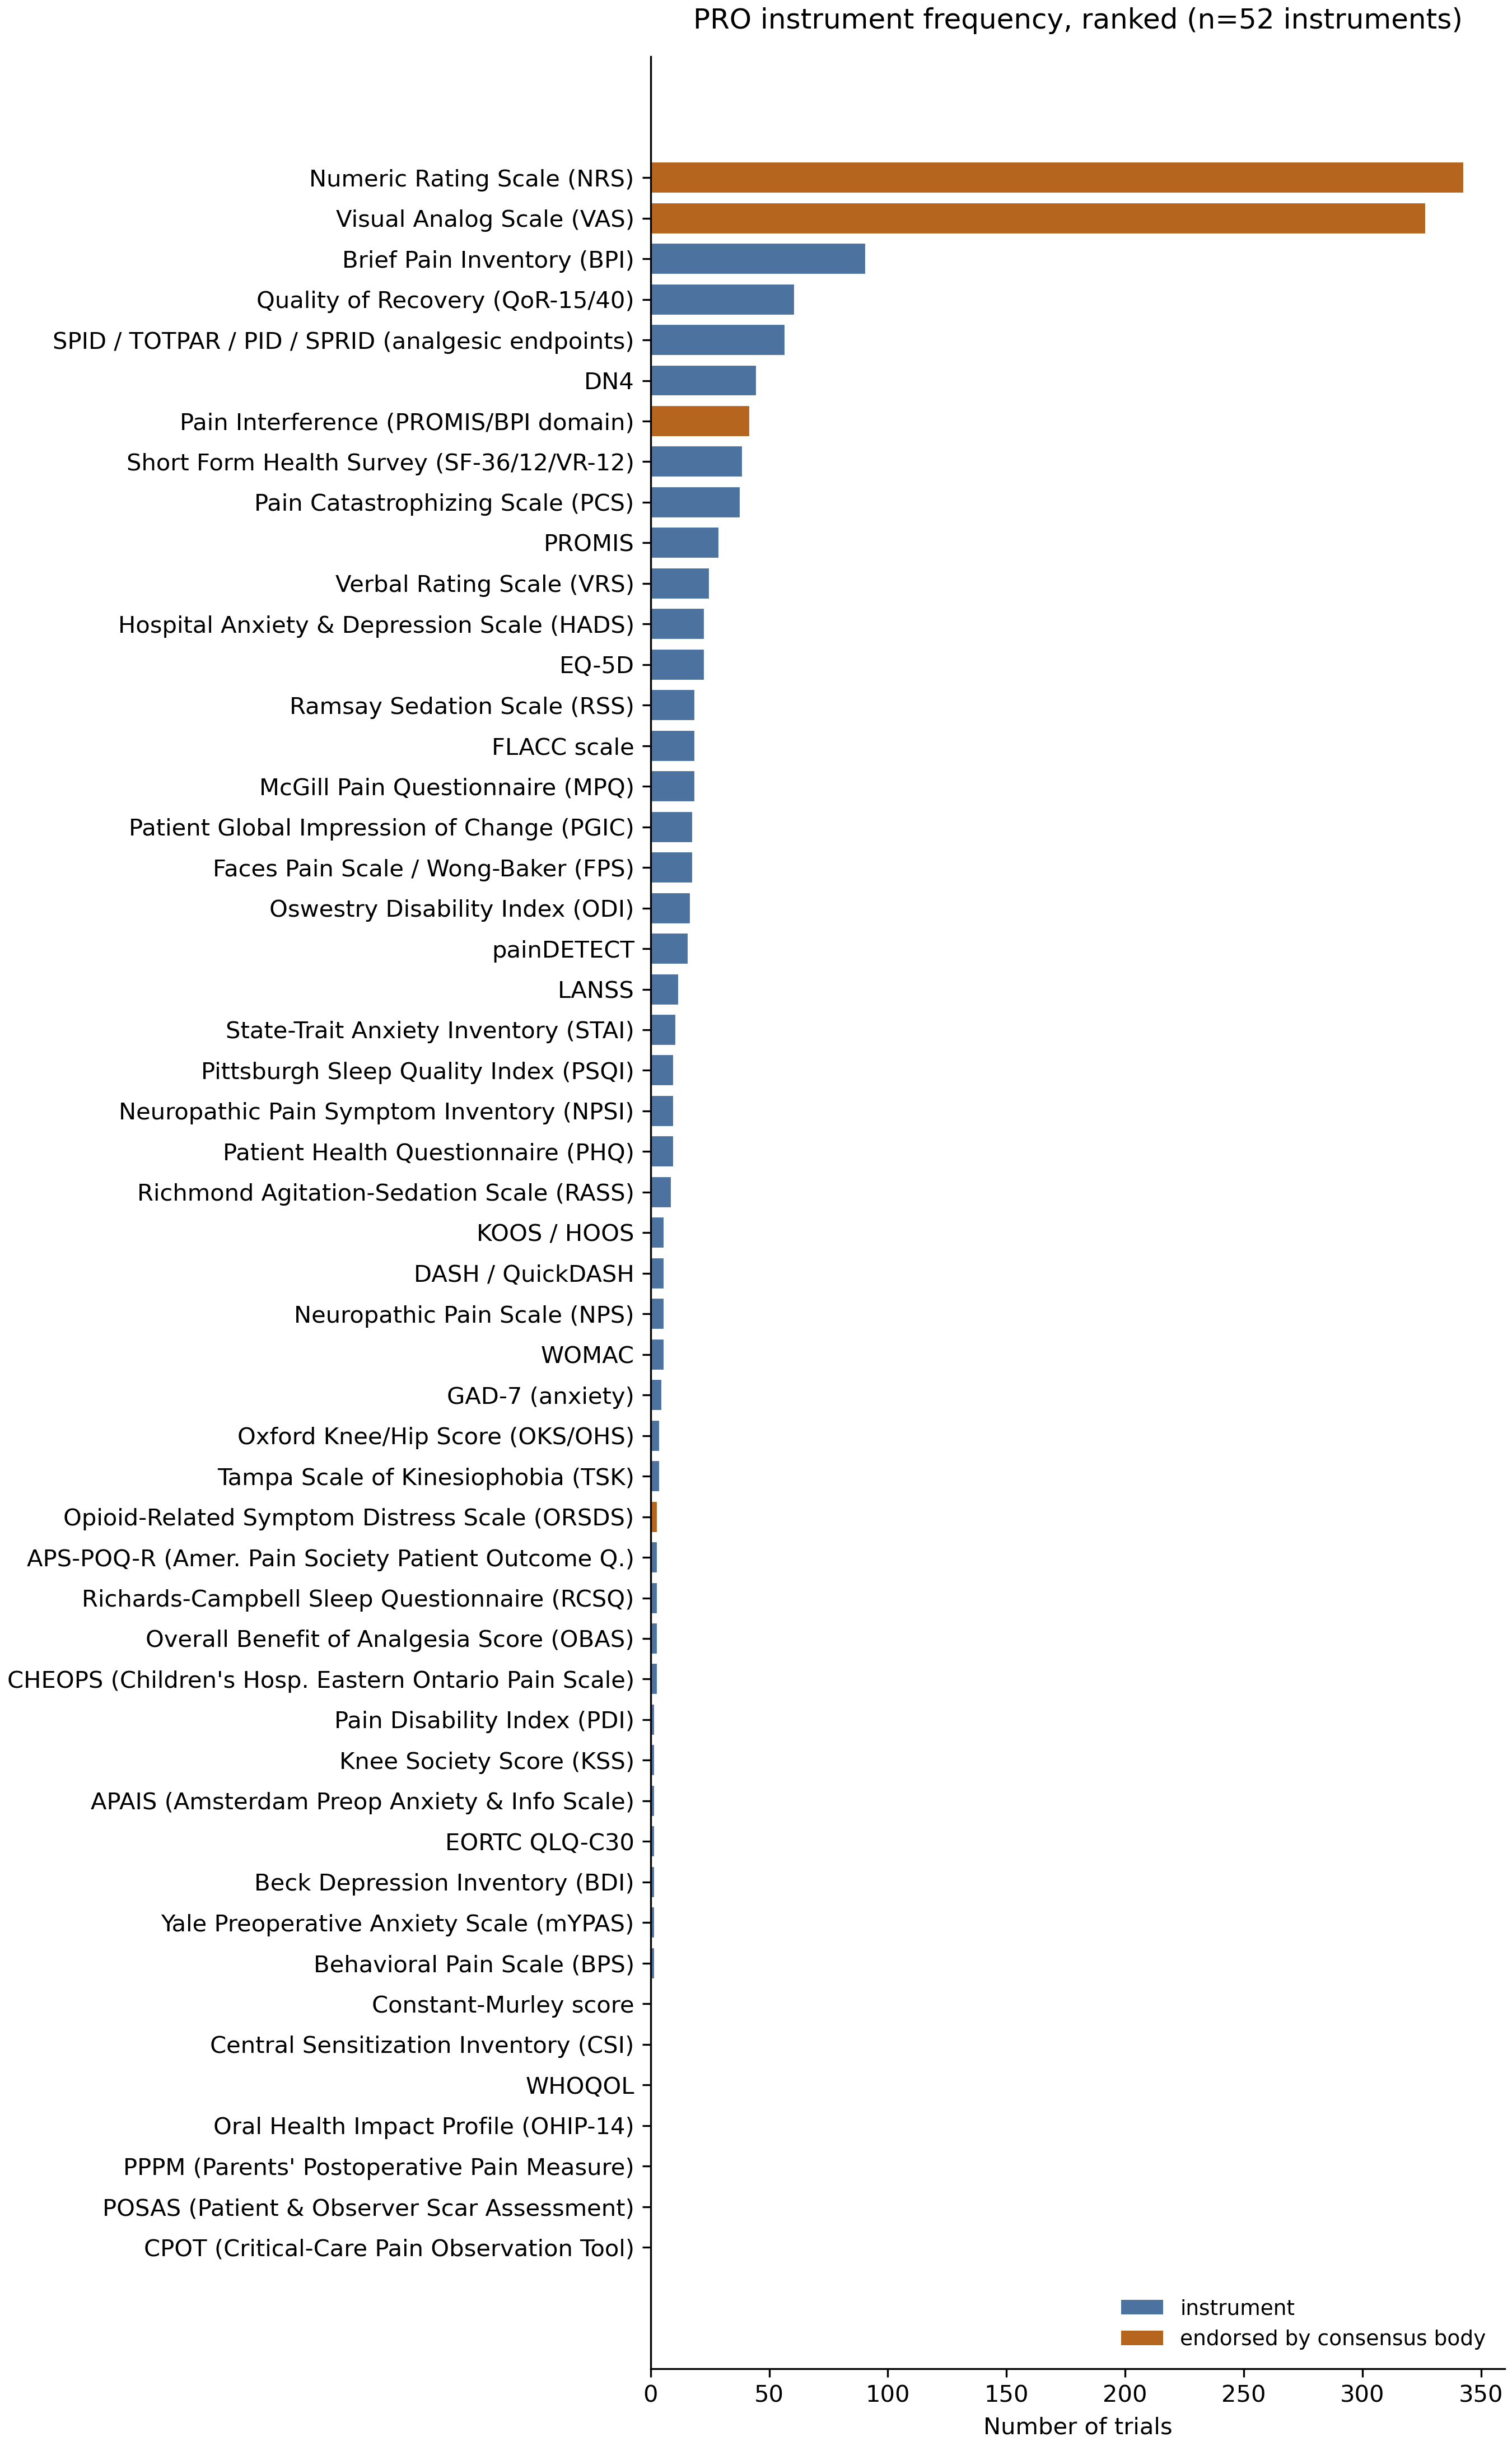 PRO instrument frequency, ranked (n=52 instruments)
Numeric Rating Scale (NRS)
Visual Analog Scale (VAS)
Brief Pain Inventory (BPI)
Quality of Recovery (QoR-15/40)
SPID / TOTPAR / PID / SPRID (analgesic endpoints)
DN4
Pain Interference (PROMIS/BPI domain)
Short Form Health Survey (SF-36/12/VR-12)
Pain Catastrophizing Scale (PCS)
PROMIS
Verbal Rating Scale (VRS)
Hospital Anxiety & Depression Scale (HADS)
EQ-5D
Ramsay Sedation Scale (RSS)
FLACC scale
McGill Pain Questionnaire (MPQ)
Patient Global Impression of Change (PGIC)
Faces Pain Scale / Wong-Baker (FPS)
Oswestry Disability Index (ODI)
painDETECT
LANSS
State-Trait Anxiety Inventory (STAI)
Pittsburgh Sleep Quality Index (PSQI)
Neuropathic Pain Symptom Inventory (NPSI)
Patient Health Questionnaire (PHQ)
Richmond Agitation-Sedation Scale (RASS)
KOOS / HOOS
DASH / QuickDASH
Neuropathic Pain Scale (NPS)
WOMAC
GAD-7 (anxiety)
Oxford Knee/Hip Score (OKS/OHS)
Tampa Scale of Kinesiophobia (TSK)
Opioid-Related Symptom Distress Scale (ORSDS)
APS-POQ-R (Amer. Pain Society Patient Outcome Q.)
Richards-Campbell Sleep Questionnaire (RCSQ)
Overall Benefit of Analgesia Score (OBAS)
CHEOPS (Children's Hosp. Eastern Ontario Pain Scale)
Pain Disability Index (PDI)
Knee Society Score (KSS)
APAIS (Amsterdam Preop Anxiety & Info Scale)
EORTC QLQ-C30
Beck Depression Inventory (BDI)
Yale Preoperative Anxiety Scale (mYPAS)
Behavioral Pain Scale (BPS)
Constant-Murley score
Central Sensitization Inventory (CSI)
WHOQOL
Oral Health Impact Profile (OHIP-14)
PPPM (Parents' Postoperative Pain Measure)
POSAS (Patient & Observer Scar Assessment)
CPOT (Critical-Care Pain Observation Tool)
instrument
endorsed by consensus body
0 50 100 150 200 250 300 350
Number of trials